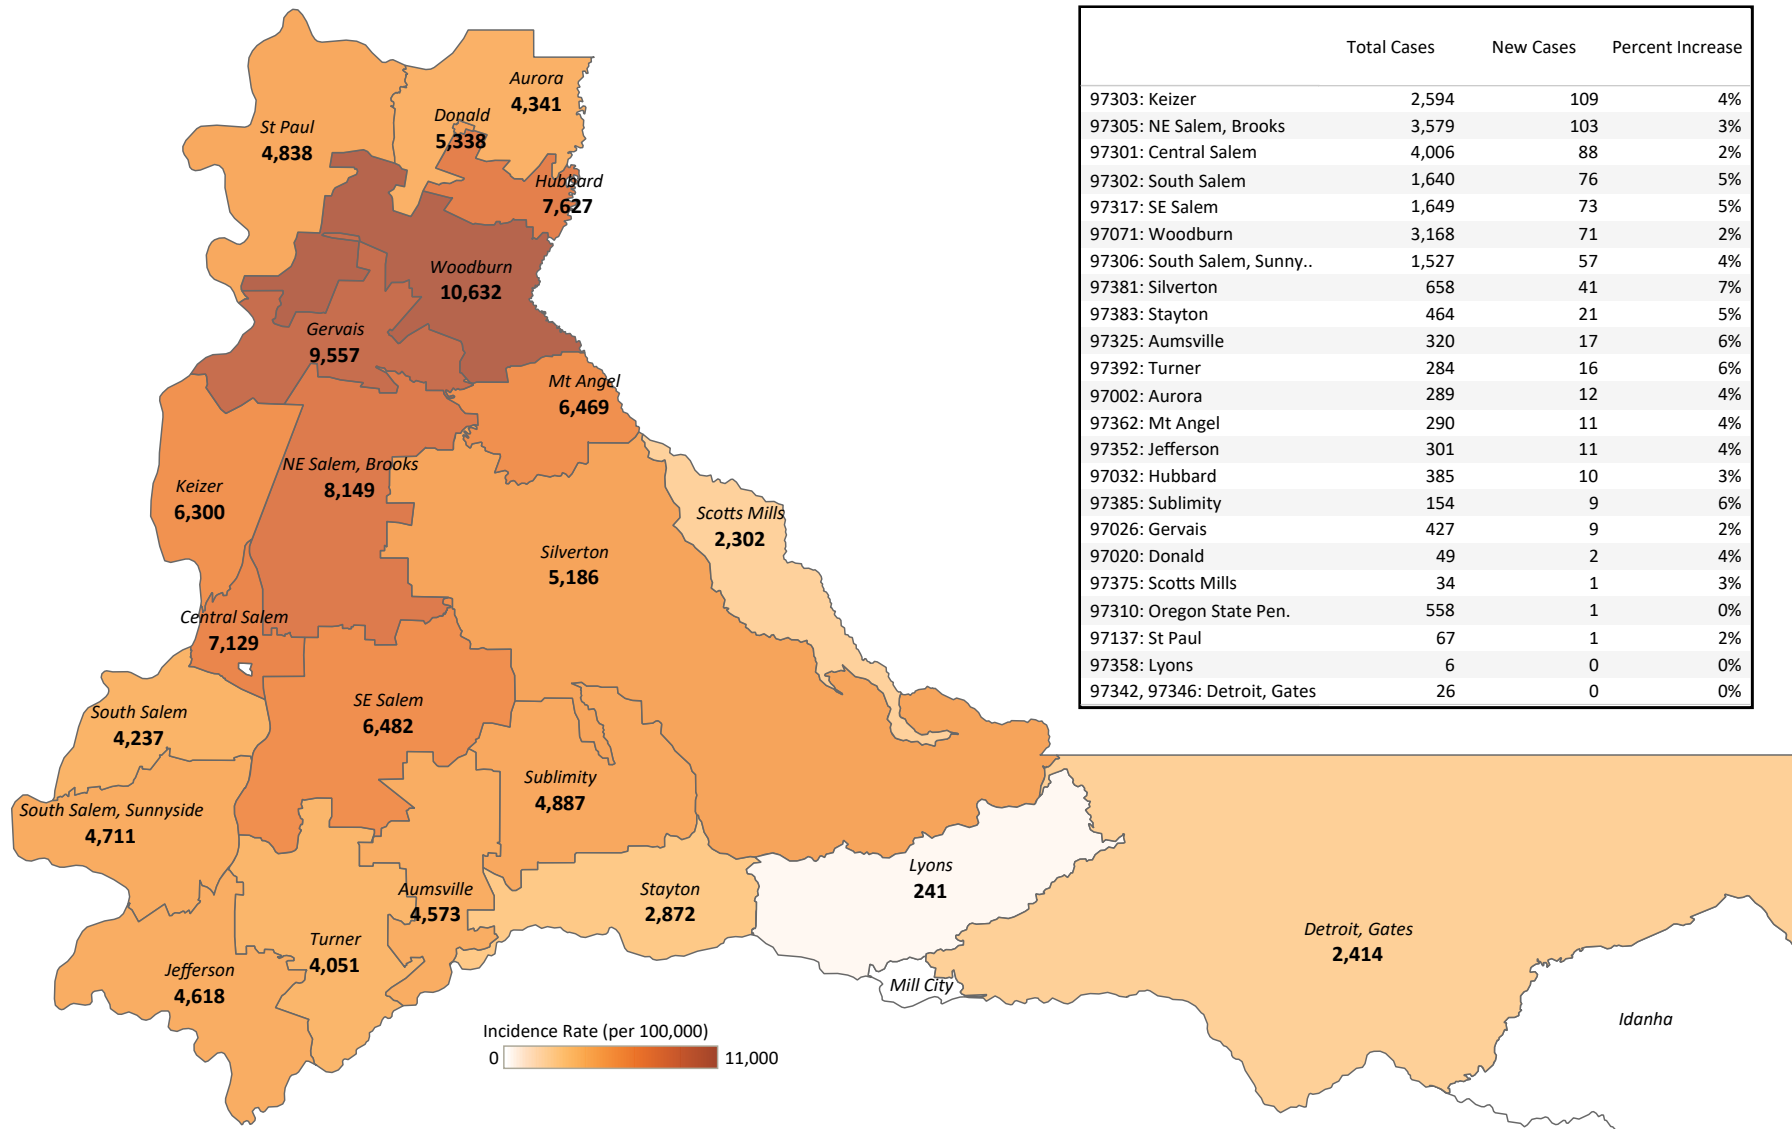 Total Cases New Cases Percent Increase
97303: Keizer 2,594 109 4%
97305: NE Salem, Brooks 3,579 103 3%
97301: Central Salem 4,006 88 2%
97302: South Salem 1,640 76 5%
97317: SE Salem 1,649 73 5%
97071: Woodburn 3,168 71 2%
97306: South Salem, Sunny.. 1,527 57 4%
97381: Silverton 658 41 7%
97383: Stayton 464 21 5%
97325: Aumsville 320 17 6%
97392: Turner 284 16 6%
97002: Aurora 289 12 4%
97362: Mt Angel 290 11 4%
97352: Jefferson 301 11 4%
97032: Hubbard 385 10 3%
97385: Sublimity 154 9 6%
97026: Gervais 427 9 2%
97020: Donald 49 2 4%
97375: Scotts Mills 34 1 3%
97310: Oregon State Pen. 558 1 0%
97137: St Paul 67 1 2%
97358: Lyons 6 0 0%
97342, 97346: Detroit, Gates 26 0 0%
Aurora
4,341
Donald
5,338
St Paul
4,838
Hubbard
7,627
Woodburn
10,632
Gervais
9,557
Mt Angel
6,469
NE Salem, Brooks
8,149
Keizer
6,300
Scotts Mills
2,302
Silverton
5,186
Central Salem
7,129
SE Salem
6,482
South Salem
4,237
Sublimity
4,887
South Salem, Sunnyside
4,711
Lyons
241
Aumsville
4,573
Stayton
2,872
Detroit, Gates
2,414
Turner
4,051
Jefferson
4,618
Mill City
Idanha
Incidence Rate (per 100,000)
0 11,000